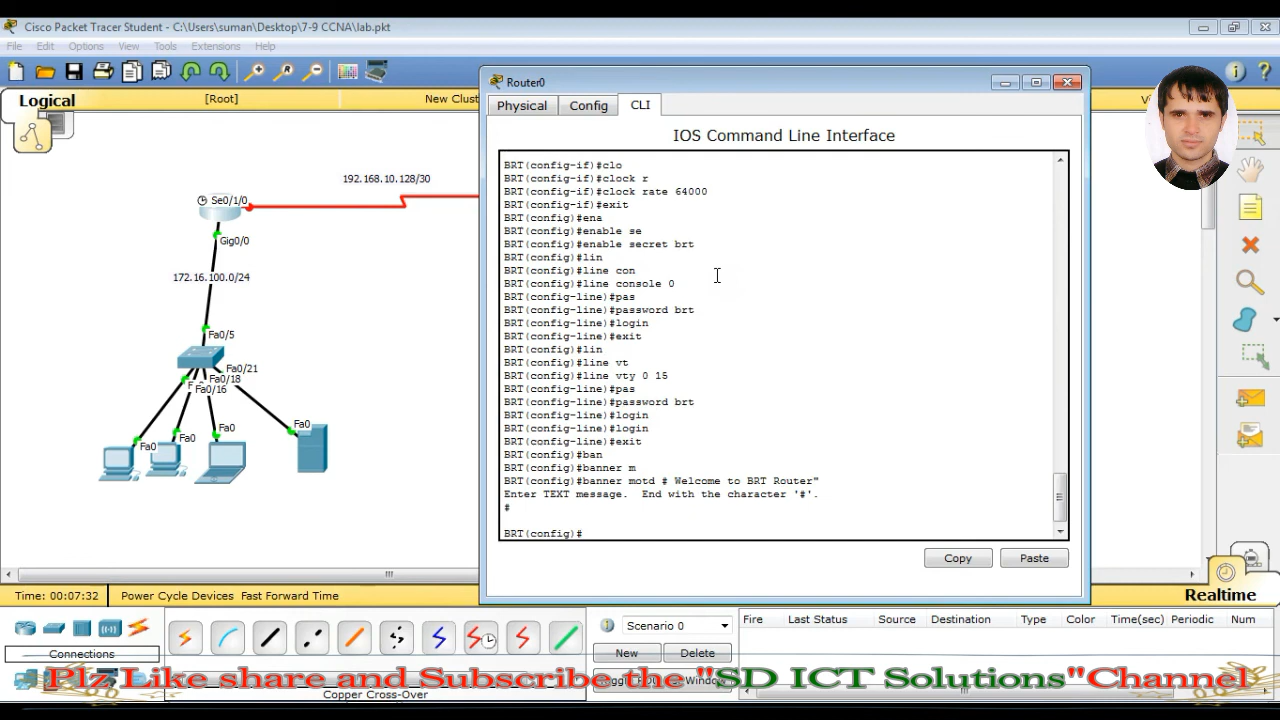 Cisco Packet Tracer Student - C:\Users\suman\Desktop\7-9 CCNA\lab.pkt
File Edit Options View Tools Extensions Help
Logical
[Root]
New Clust
Router0
Physical Config CLI
IOS Command Line Interface
BRT(config-if)#clo
BRT(config-if)#clock r
BRT(config-if)#clock rate 64000
BRT(config-if)#exit
BRT(config)#ena
BRT(config)#enable se
BRT(config)#enable secret brt
BRT(config)#lin
BRT(config)#line con
BRT(config)#line console 0
BRT(config-line)#pas
BRT(config-line)#password brt
BRT(config-line)#login
BRT(config-line)#exit
BRT(config)#lin
BRT(config)#line vt
BRT(config)#line vty 0 15
BRT(config-line)#pas
BRT(config-line)#password brt
BRT(config-line)#login
BRT(config-line)#login
BRT(config-line)#exit
BRT(config)#ban
BRT(config)#banner m
BRT(config)#banner motd # Welcome to BRT Router"
Enter TEXT message.  End with the character '#'.
#
BRT(config)#
Copy Paste
192.168.10.128/30
Se0/1/0
Gig0/0
172.16.100.0/24
Fa0/5
Fa0/21
Fa0/18
Fa0/16
Fa0
Fa0
Fa0
Fa0
Time: 00:07:32 Power Cycle Devices Fast Forward Time
Realtime
Connections
Copper Cross-Over
Scenario 0
New Delete
Fire Last Status Source Destination Type Color Time(sec) Periodic Num
Plz Like share and Subscribe the "SD ICT Solutions"Channel